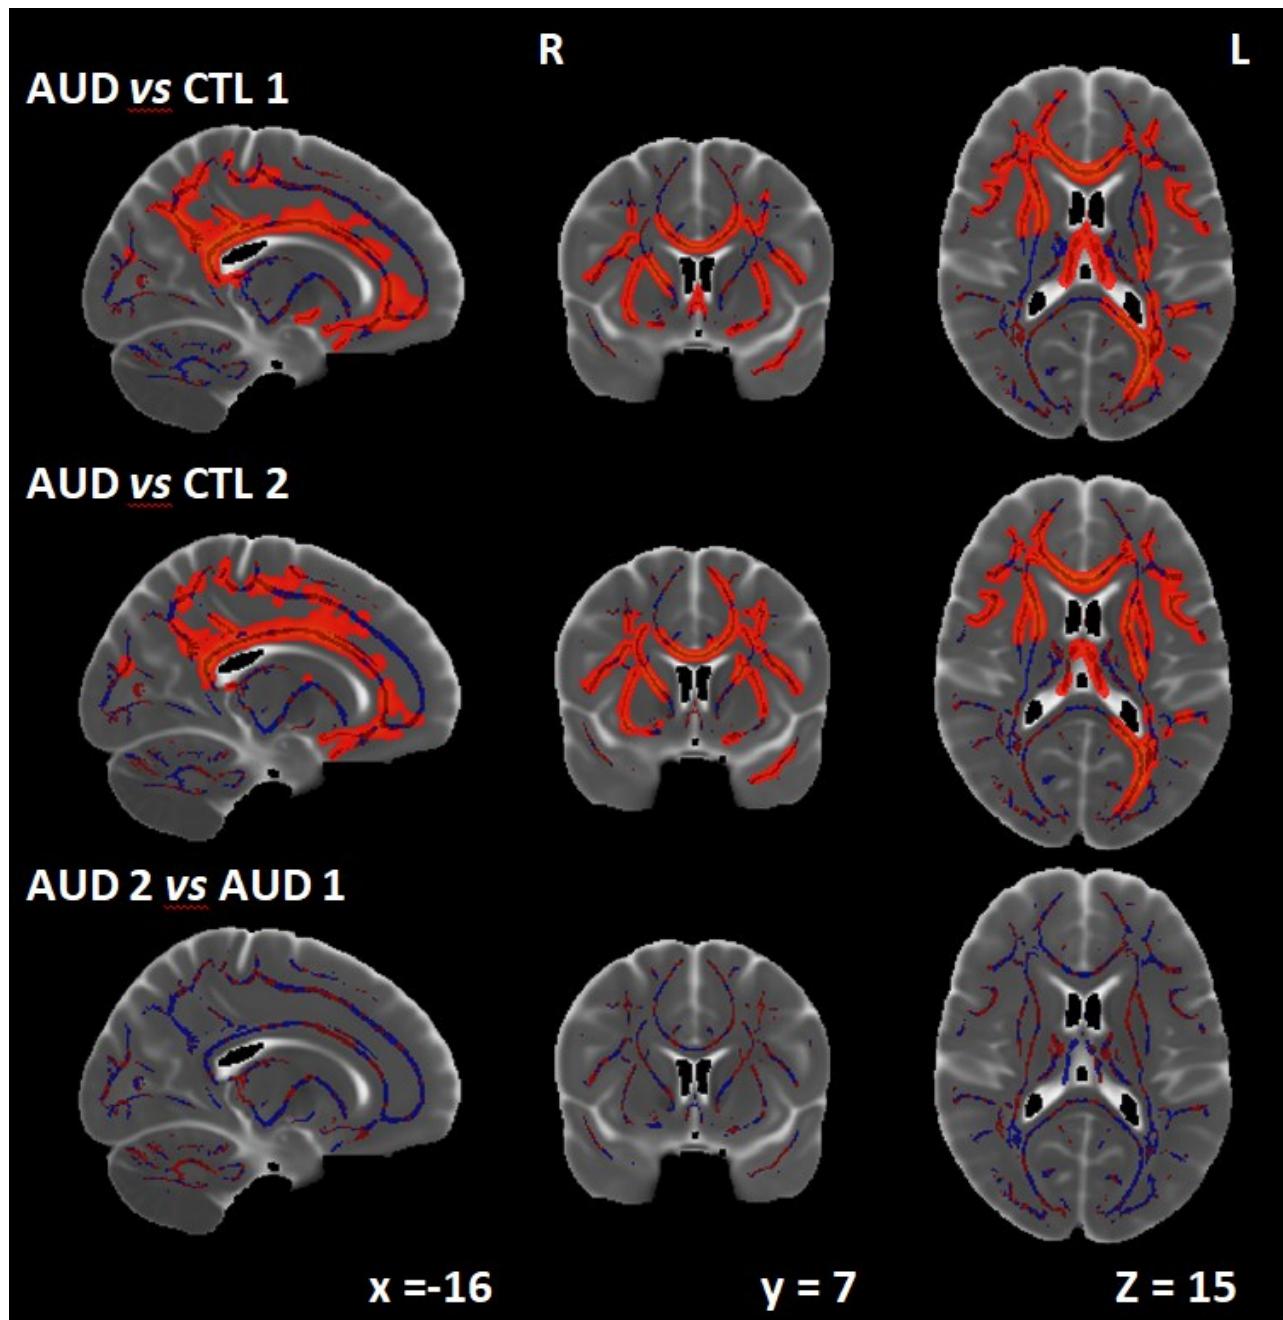 R
L
AUD vs CTL 1
AUD vs CTL 2
AUD 2 vs AUD 1
x =-16
y = 7
Z = 15